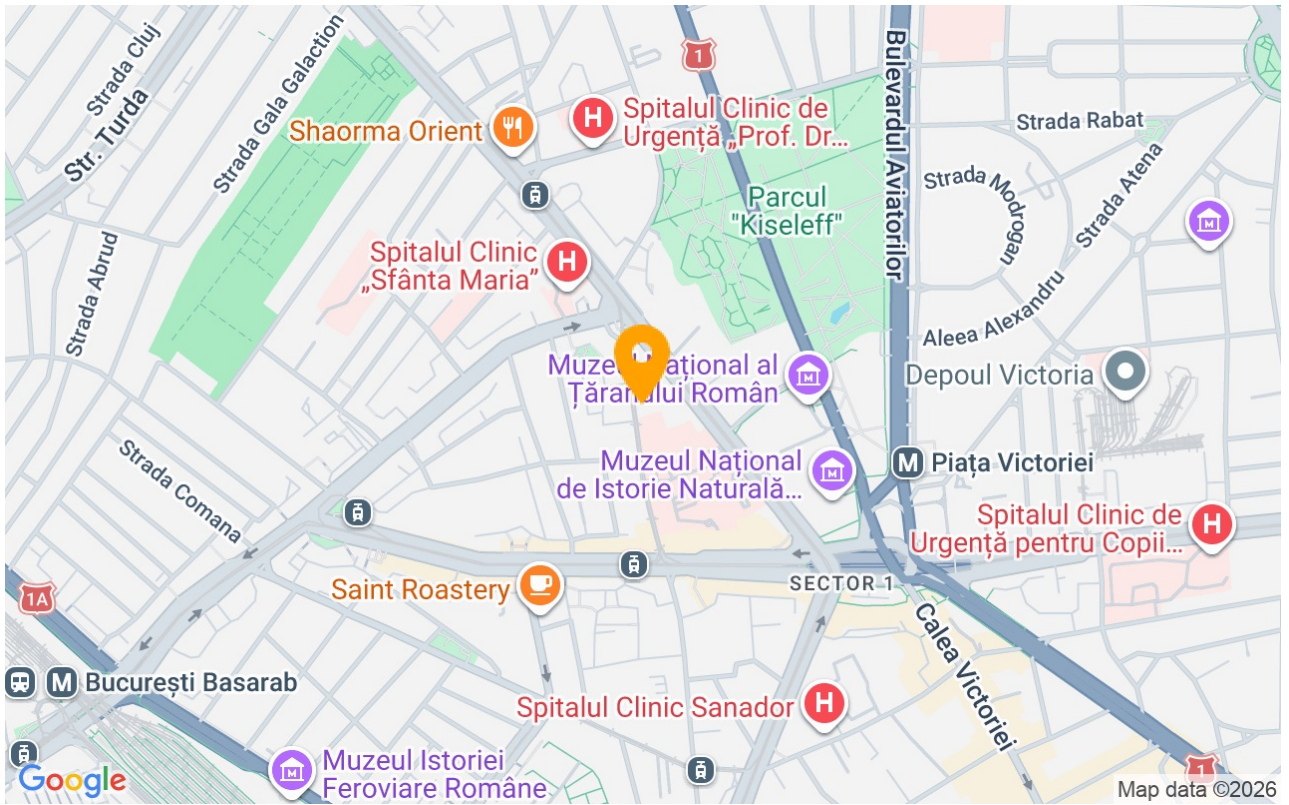 Strada Cluj
Str. Turda
Strada Gala Galaction
1
Bulevardul Aviatorilor
Shaorma Orient
H
Spitalul Clinic de
Urgență „Prof. Dr...
Strada Rabat
Strada Atena
Strada Modrogan
Parcul
"Kiseleff"
M
Spitalul Clinic
„Sfânta Maria”
H
Strada Abrud
Aleea Alexandru
Muzeul Național al
Țăranului Român
M
Depoul Victoria
Muzeul Național
de Istorie Naturală...
M
M Piața Victoriei
Strada Comana
Spitalul Clinic de
Urgență pentru Copii...
H
SECTOR 1
Saint Roastery
1A
Calea Victoriei
M București Basarab
Spitalul Clinic Sanador
H
M
Muzeul Istoriei
Feroviare Române
1
Google
Map data ©2026